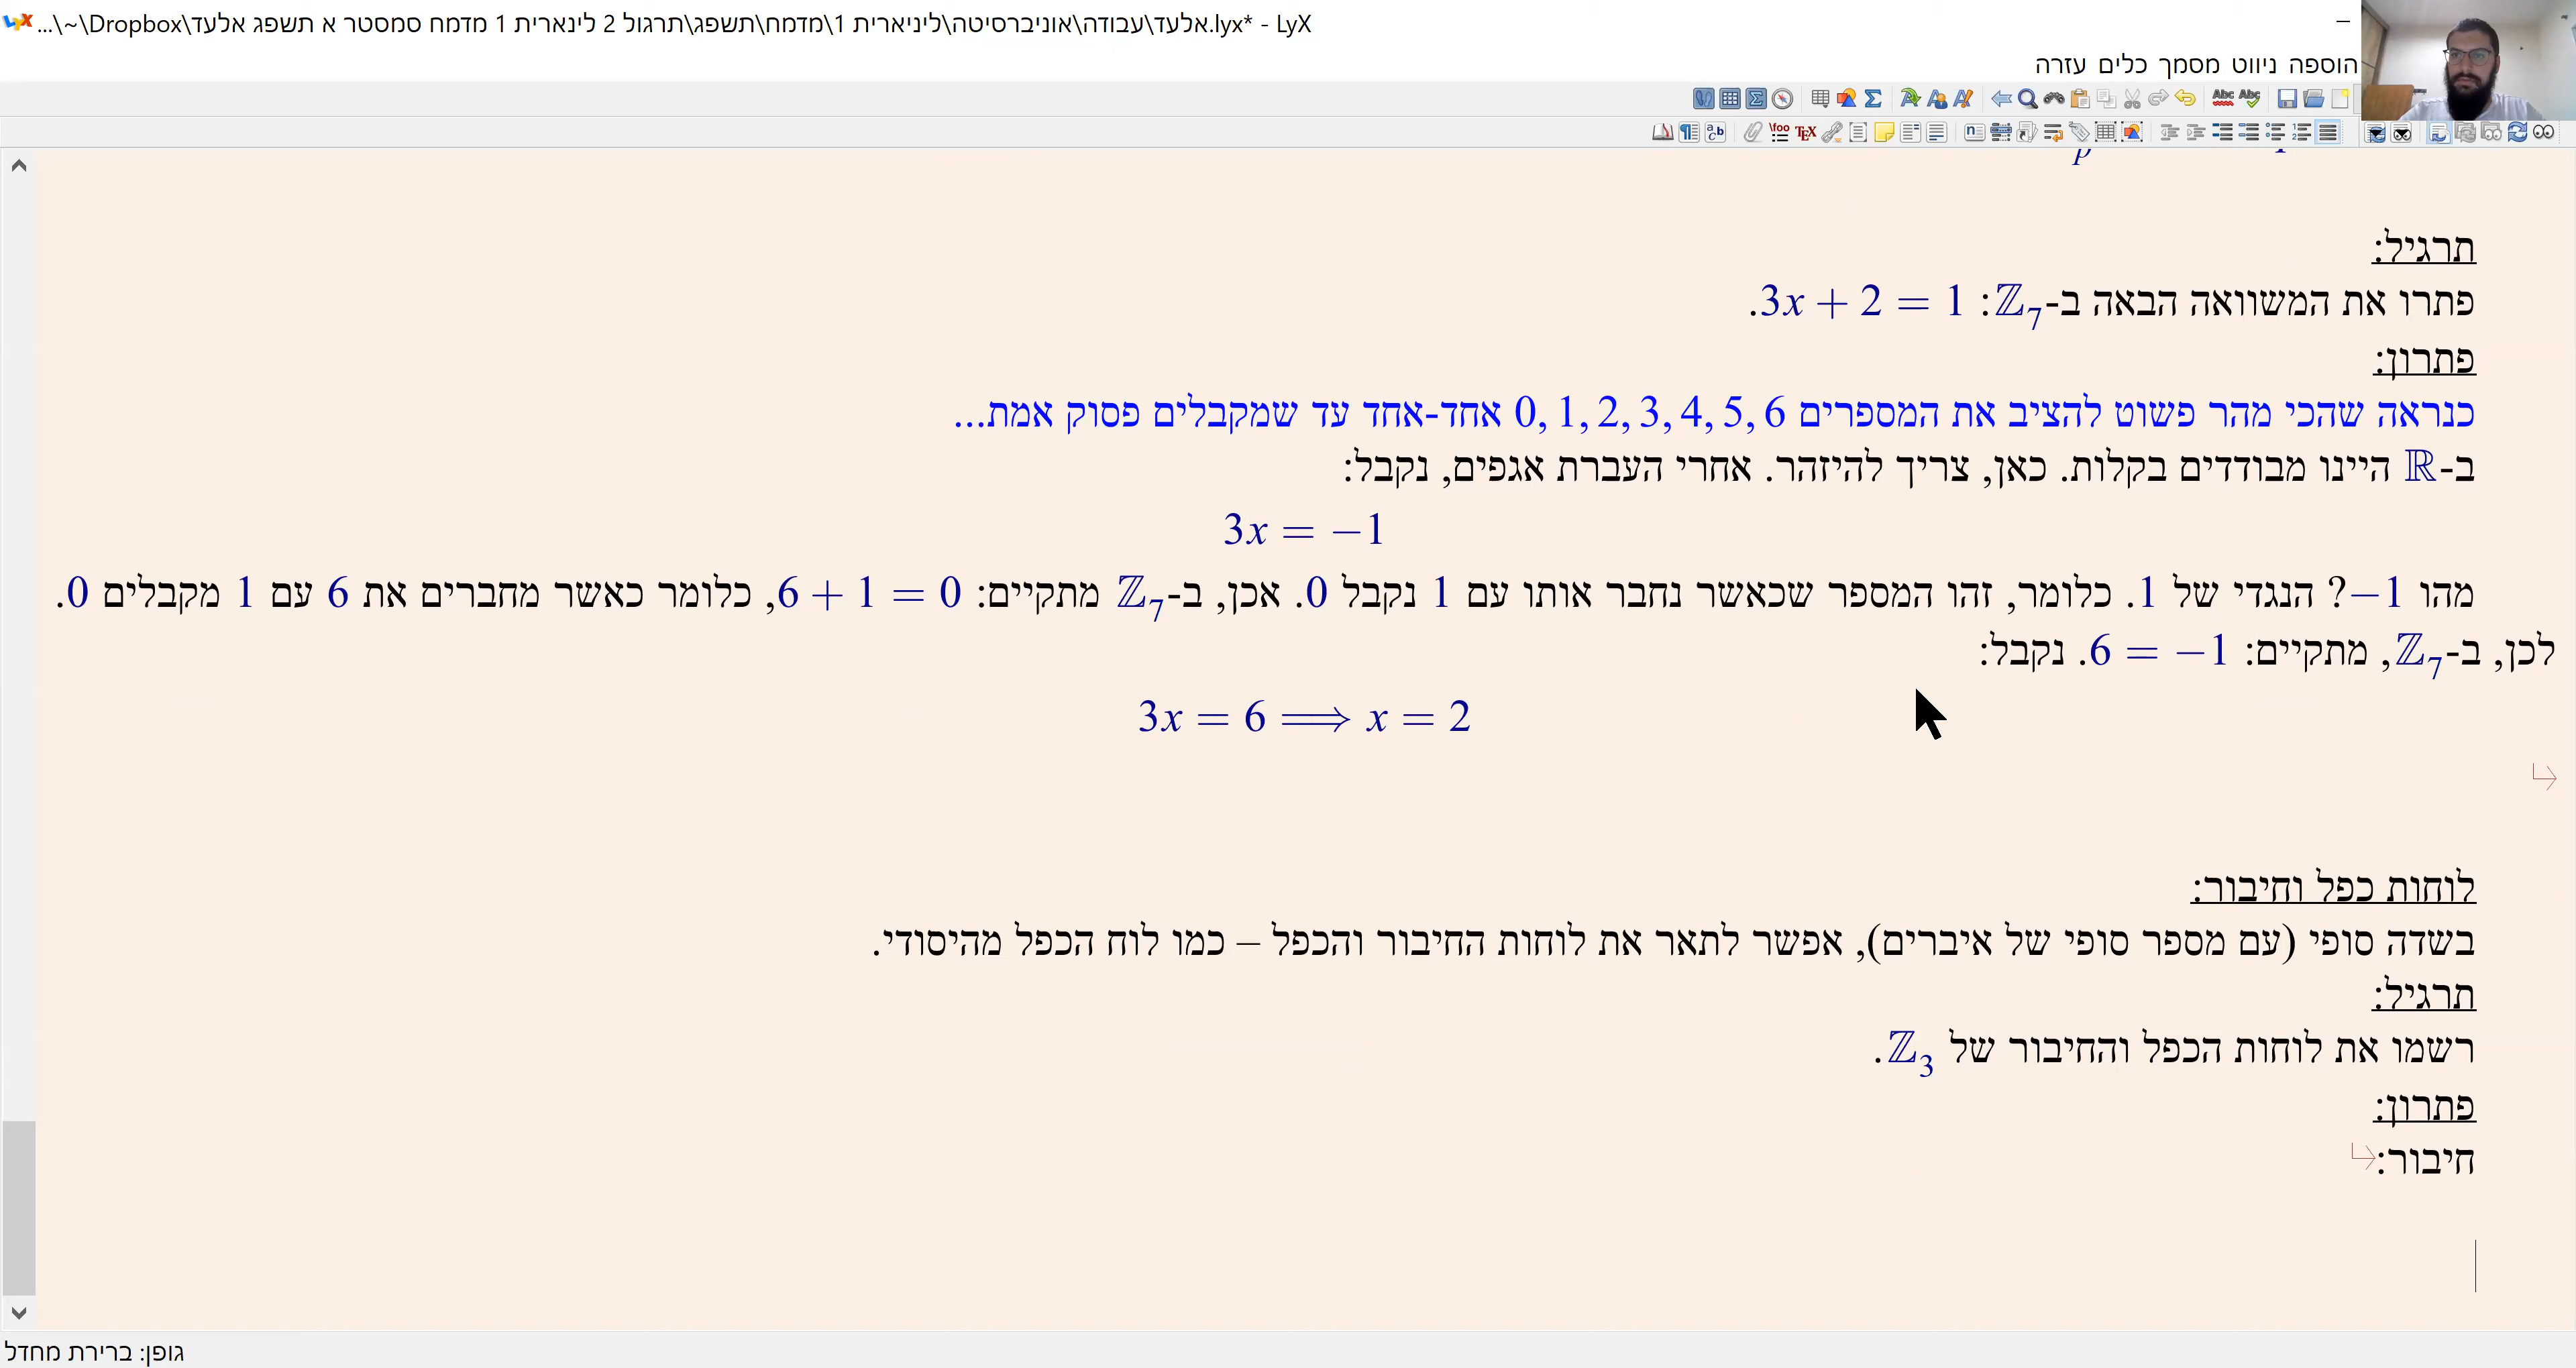 ...\~\Dropbox\אלעד\עבודה\אוניברסיטה\ליניארית 1\מדמח\תשפג\תרגול 2 לינארית 1 מדמח סמסטר א תשפג אלעד.lyx* - LyX
הוספה ניווט מסמך כלים עזרה
p
תרגיל:
פתרו את המשוואה הבאה ב-ℤ₇: 3x + 2 = 1.
פתרון:
כנראה שהכי מהר פשוט להציב את המספרים 0, 1, 2, 3, 4, 5, 6 אחד-אחד עד שמקבלים פסוק אמת...
ב-ℝ היינו מבודדים בקלות. כאן, צריך להיזהר. אחרי העברת אגפים, נקבל:
3x = −1
מהו −1? הנגדי של 1. כלומר, זהו המספר שכאשר נחבר אותו עם 1 נקבל 0. אכן, ב-ℤ₇ מתקיים: 6 + 1 = 0, כלומר כאשר מחברים את 6 עם 1 מקבלים 0.
לכן, ב-ℤ₇, מתקיים: 6 = −1. נקבל:
3x = 6 ⟹ x = 2
לוחות כפל וחיבור:
בשדה סופי (עם מספר סופי של איברים), אפשר לתאר את לוחות החיבור והכפל – כמו לוח הכפל מהיסודי.
תרגיל:
רשמו את לוחות הכפל והחיבור של ℤ₃.
פתרון:
חיבור:
גופן: ברירת מחדל